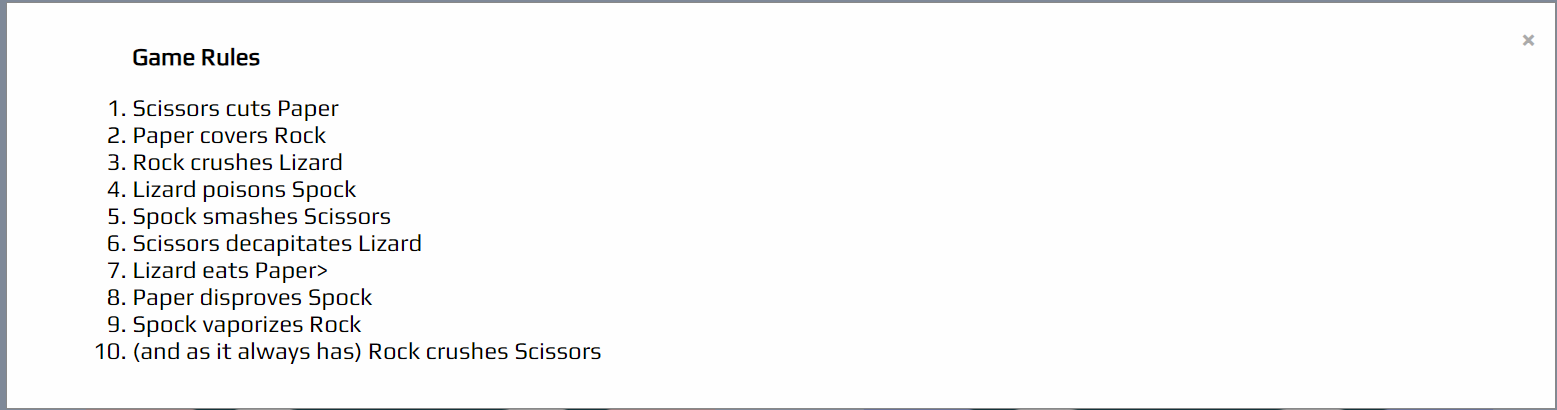 Game Rules
1. Scissors cuts Paper
2. Paper covers Rock
3. Rock crushes Lizard
4. Lizard poisons Spock
5. Spock smashes Scissors
6. Scissors decapitates Lizard
7. Lizard eats Paper>
8. Paper disproves Spock
9. Spock vaporizes Rock
10. (and as it always has) Rock crushes Scissors